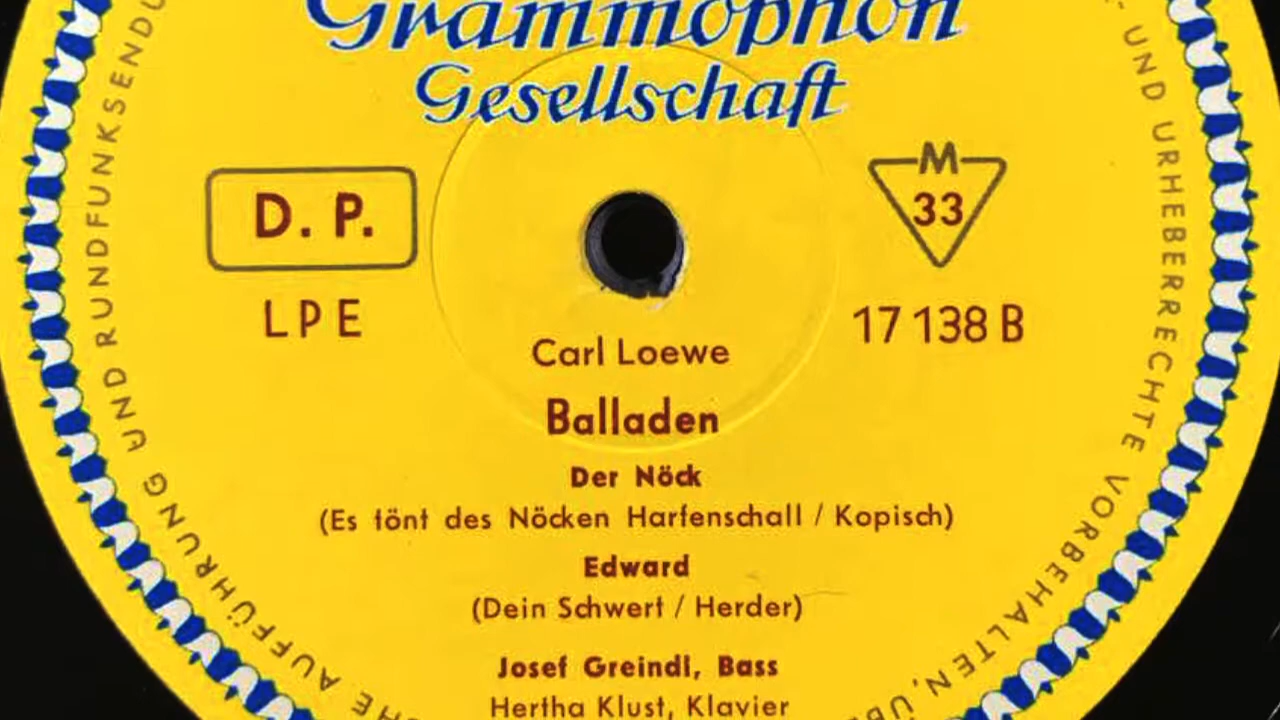 Grammophon
Gesellschaft
D. P.
M
33
LPE
17 138 B
Carl Loewe
Balladen
Der Nöck
(Es tönt des Nöcken Harfenschall / Kopisch)
Edward
(Dein Schwert / Herder)
Josef Greindl, Bass
Hertha Klust, Klavier
UND URHEBERRECHTE VORBEHALTEN,
AUFFÜHRUNG UND